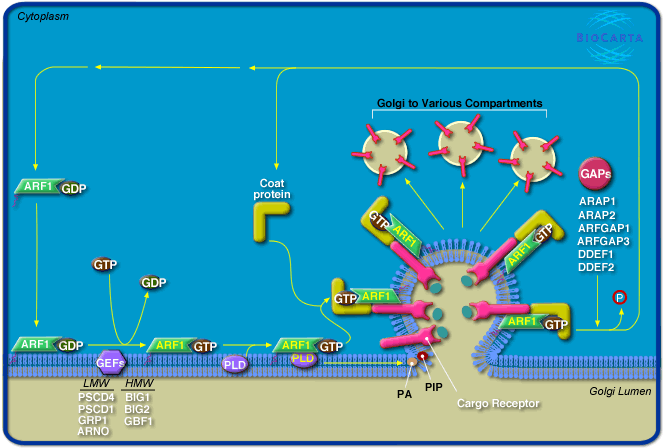 Cytoplasm
BIOCARTA
Golgi to Various Compartments
GAPs
ARAP1
ARAP2
ARFGAP1
ARFGAP3
DDEF1
DDEF2
ARF1 GDP
Coat
protein
GTP ARF1
ARF1 GTP
GTP
GDP
P
GTP ARF1
ARF1 GTP
ARF1 GDP
ARF1 GTP
ARF1 GTP
GEFs
PLD
PLD
LMW
PSCD4
PSCD1
GRP1
ARNO
HMW
BIG1
BIG2
GBF1
PA
PIP
Cargo Receptor
Golgi Lumen